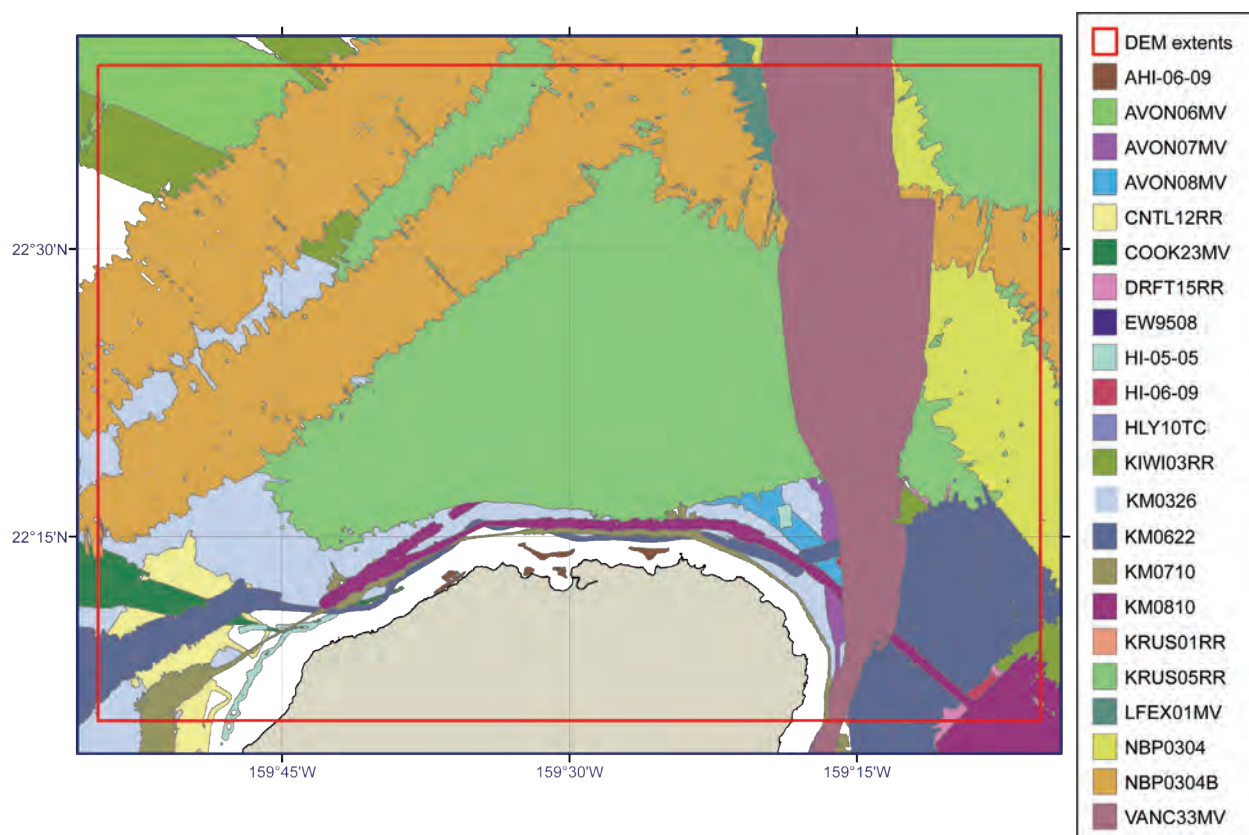 DEM extents
AHI-06-09
AVON06MV
AVON07MV
AVON08MV
CNTL12RR
COOK23MV
DRFT15RR
EW9508
HI-05-05
HI-06-09
HLY10TC
KIWI03RR
KM0326
KM0622
KM0710
KM0810
KRUS01RR
KRUS05RR
LFEX01MV
NBP0304
NBP0304B
VANC33MV
22°30'N
22°15'N
159°45'W
159°30'W
159°15'W